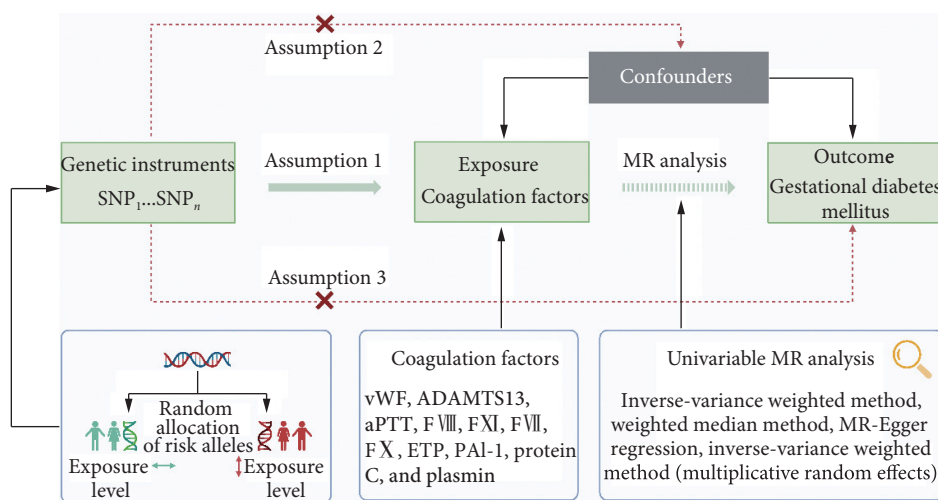 Assumption 2
Confounders
Genetic instruments
SNP₁...SNPₙ
Assumption 1
Exposure
Coagulation factors
MR analysis
Outcome
Gestational diabetes
mellitus
Assumption 3
Random
allocation
of risk alleles
Exposure
level
Exposure
level
Coagulation factors
vWF, ADAMTS13,
aPTT, FⅧ, FⅪ, FⅦ,
FⅩ, ETP, PAl-1, protein
C, and plasmin
Univariable MR analysis
Inverse-variance weighted method,
weighted median method, MR-Egger
regression, inverse-variance weighted
method (multiplicative random effects)